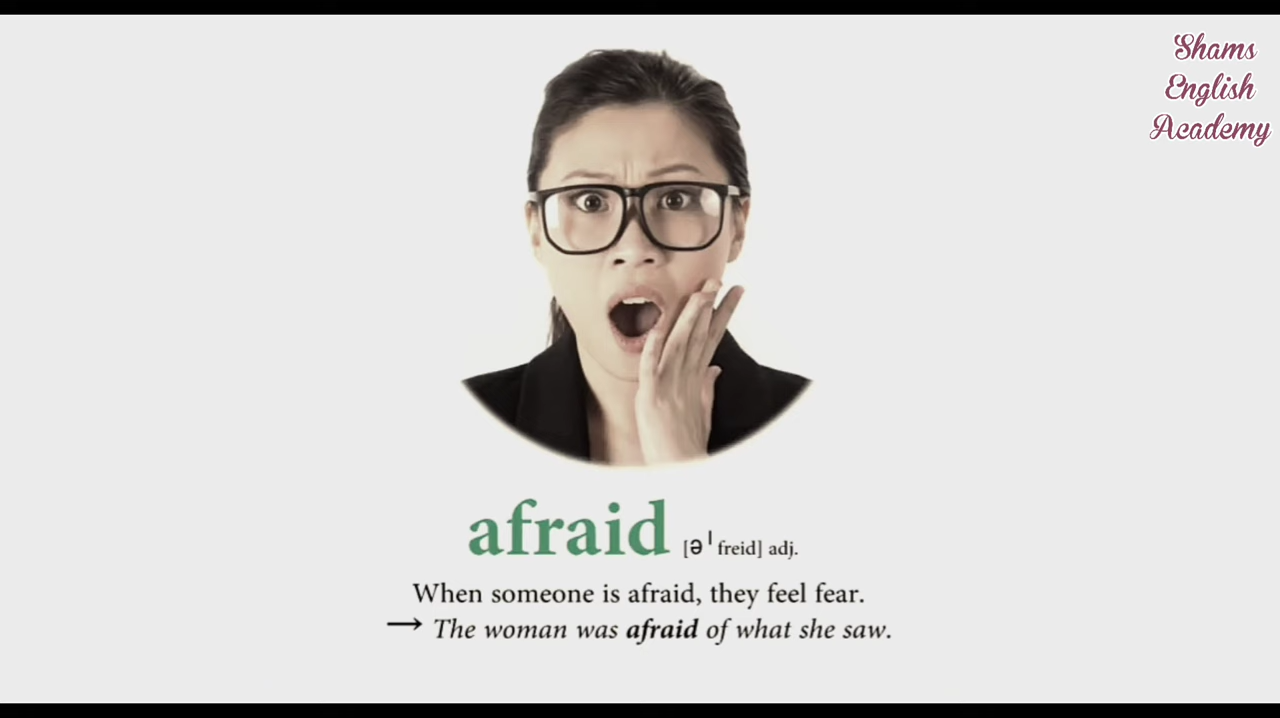 Shams
English
Academy
afraid [əˈfreid] adj.
When someone is afraid, they feel fear.
→ The woman was afraid of what she saw.